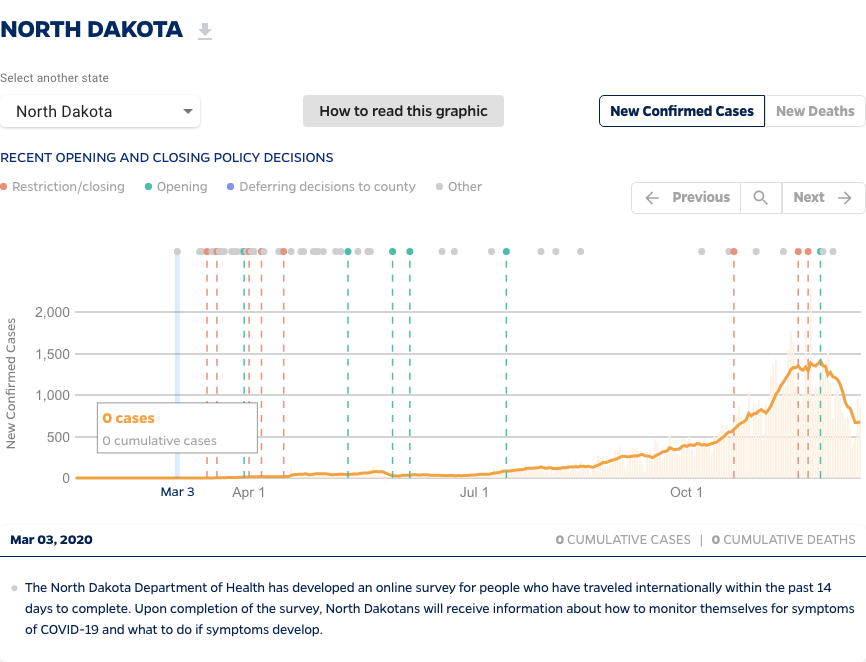 NORTH DAKOTA
Select another state
North Dakota
How to read this graphic
New Confirmed Cases
New Deaths
RECENT OPENING AND CLOSING POLICY DECISIONS
Restriction/closing
Opening
Deferring decisions to county
Other
Previous
Next
New Confirmed Cases
2,000
1,500
1,000
500
0
0 cases
0 cumulative cases
Mar 3
Apr 1
Jul 1
Oct 1
Mar 03, 2020
0 CUMULATIVE CASES | 0 CUMULATIVE DEATHS
The North Dakota Department of Health has developed an online survey for people who have traveled internationally within the past 14
days to complete. Upon completion of the survey, North Dakotans will receive information about how to monitor themselves for symptoms
of COVID-19 and what to do if symptoms develop.